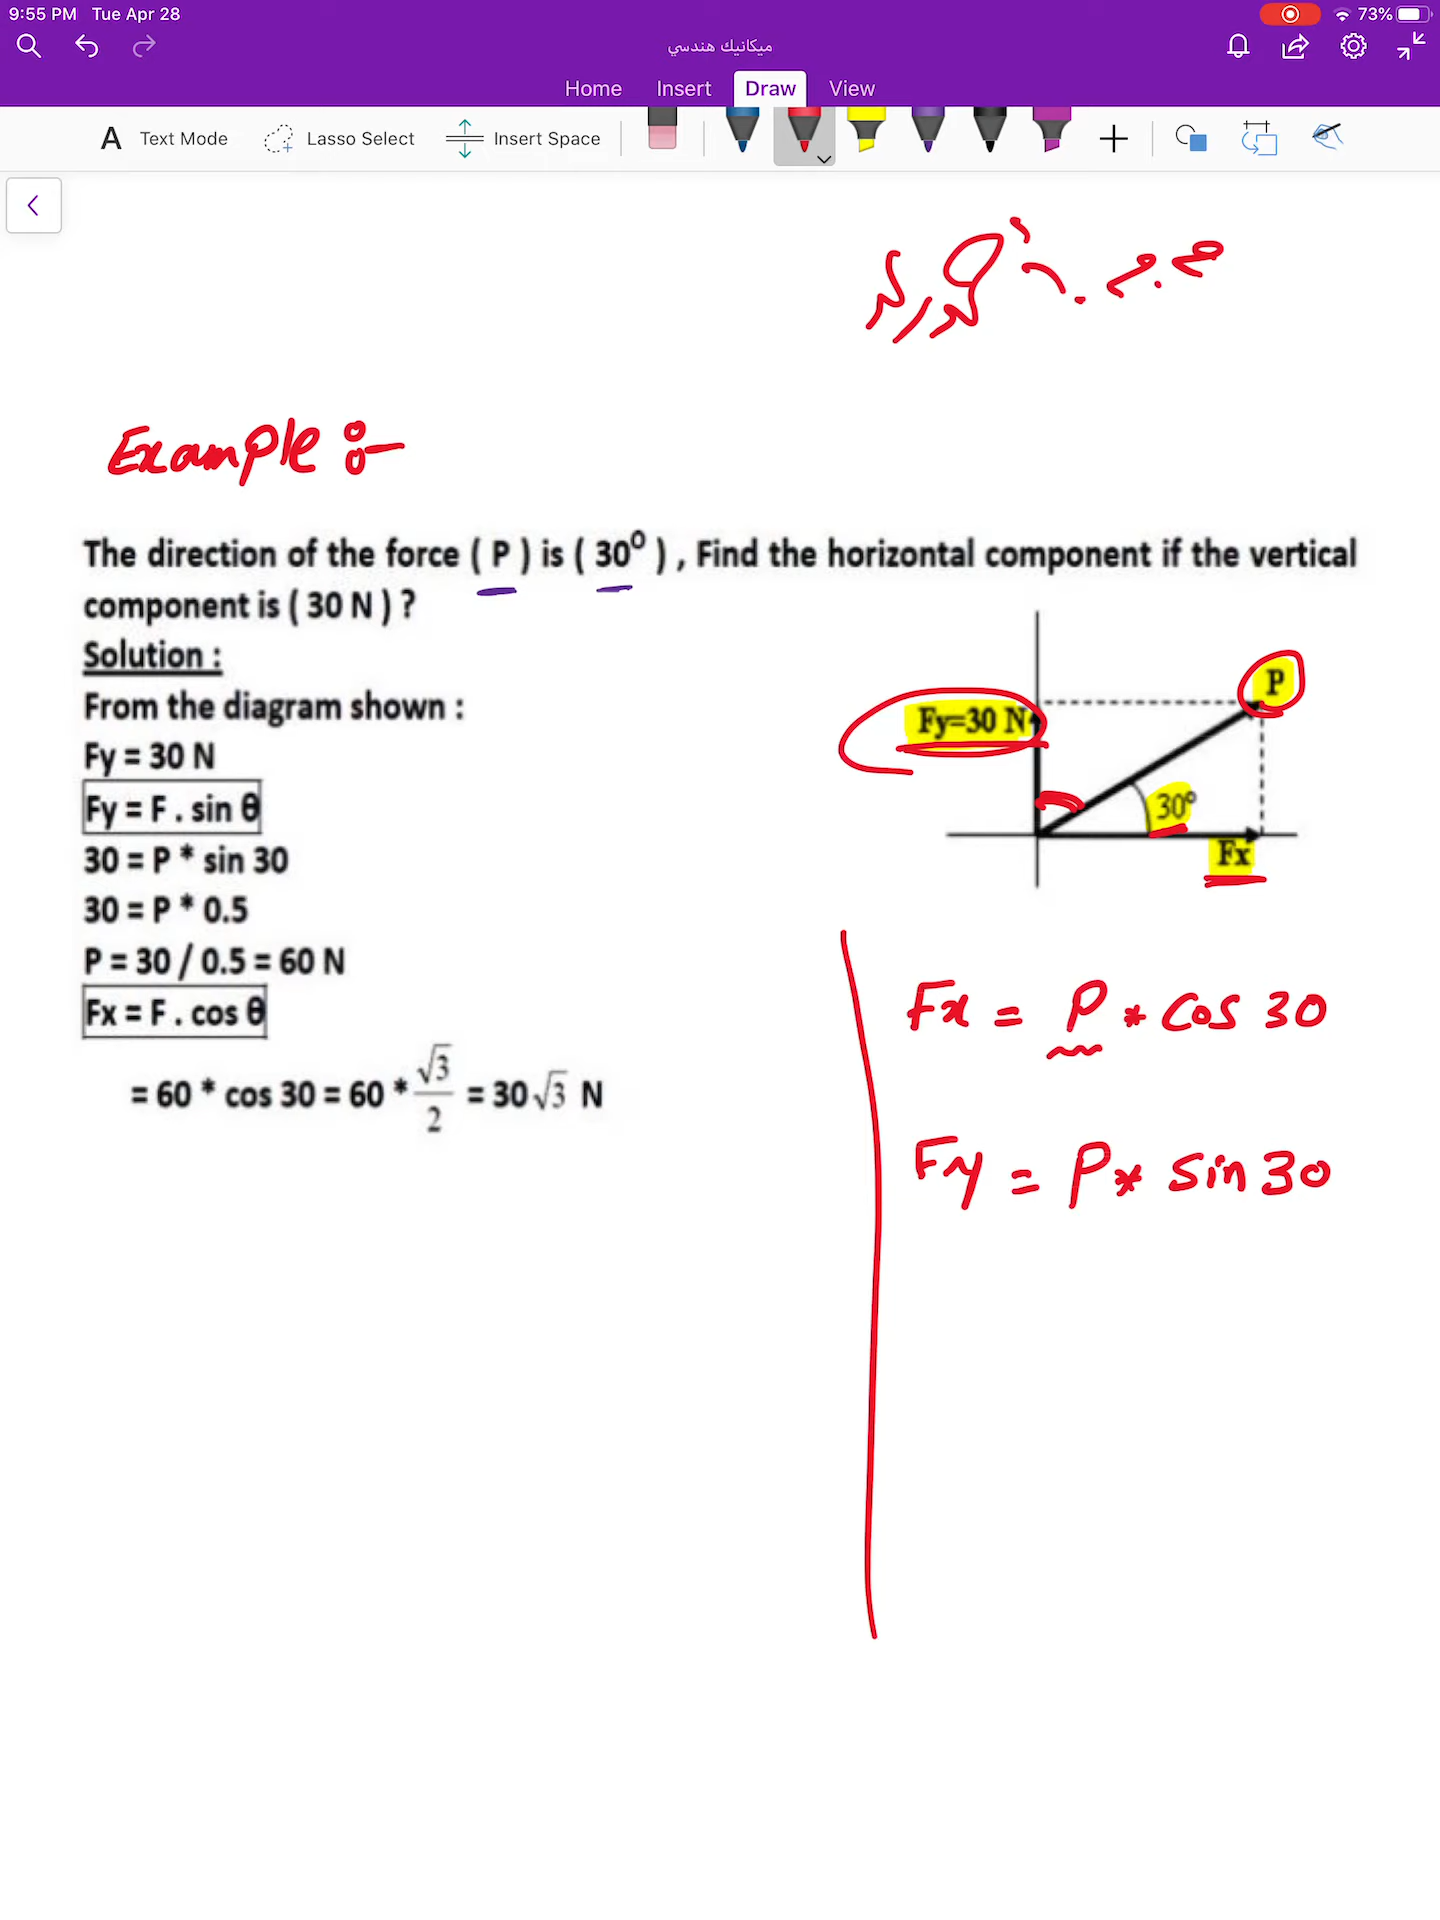 9:55 PM Tue Apr 28
73%
ميكانيك هندسي
Home Insert Draw View
A Text Mode Lasso Select Insert Space
Example :-
The direction of the force ( P ) is ( 30⁰ ) , Find the horizontal component if the vertical
component is ( 30 N ) ?
Solution :
From the diagram shown :
Fy = 30 N
Fy = F . sin θ
30 = P * sin 30
30 = P * 0.5
P = 30 / 0.5 = 60 N
Fx = F . cos θ
= 60 * cos 30 = 60 * √3/2 = 30 √3 N
P
Fy=30 N
30°
Fx
Fx = P * Cos 30
Fy = P * Sin 30